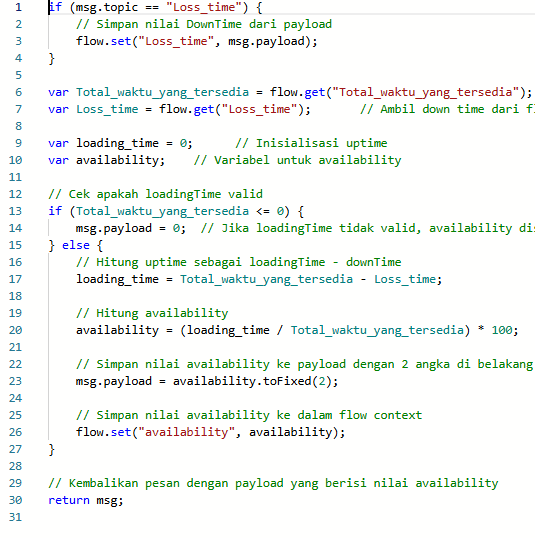 1 if (msg.topic == "Loss_time") {
2 // Simpan nilai DownTime dari payload
3 flow.set("Loss_time", msg.payload);
4 }
5
6 var Total_waktu_yang_tersedia = flow.get("Total_waktu_yang_tersedia");
7 var Loss_time = flow.get("Loss_time"); // Ambil down time dari fl
8
9 var loading_time = 0; // Inisialisasi uptime
10 var availability; // Variabel untuk availability
11
12 // Cek apakah loadingTime valid
13 if (Total_waktu_yang_tersedia <= 0) {
14 msg.payload = 0; // Jika loadingTime tidak valid, availability dis
15 } else {
16 // Hitung uptime sebagai loadingTime - downTime
17 loading_time = Total_waktu_yang_tersedia - Loss_time;
18
19 // Hitung availability
20 availability = (loading_time / Total_waktu_yang_tersedia) * 100;
21
22 // Simpan nilai availability ke payload dengan 2 angka di belakang
23 msg.payload = availability.toFixed(2);
24
25 // Simpan nilai availability ke dalam flow context
26 flow.set("availability", availability);
27 }
28
29 // Kembalikan pesan dengan payload yang berisi nilai availability
30 return msg;
31